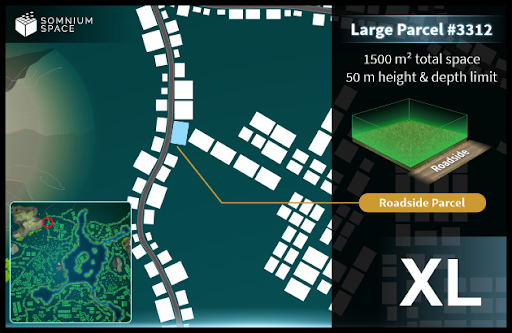 SOMNIUM
SPACE
Large Parcel #3312
1500 m² total space
50 m height & depth limit
Roadside
Roadside Parcel
XL